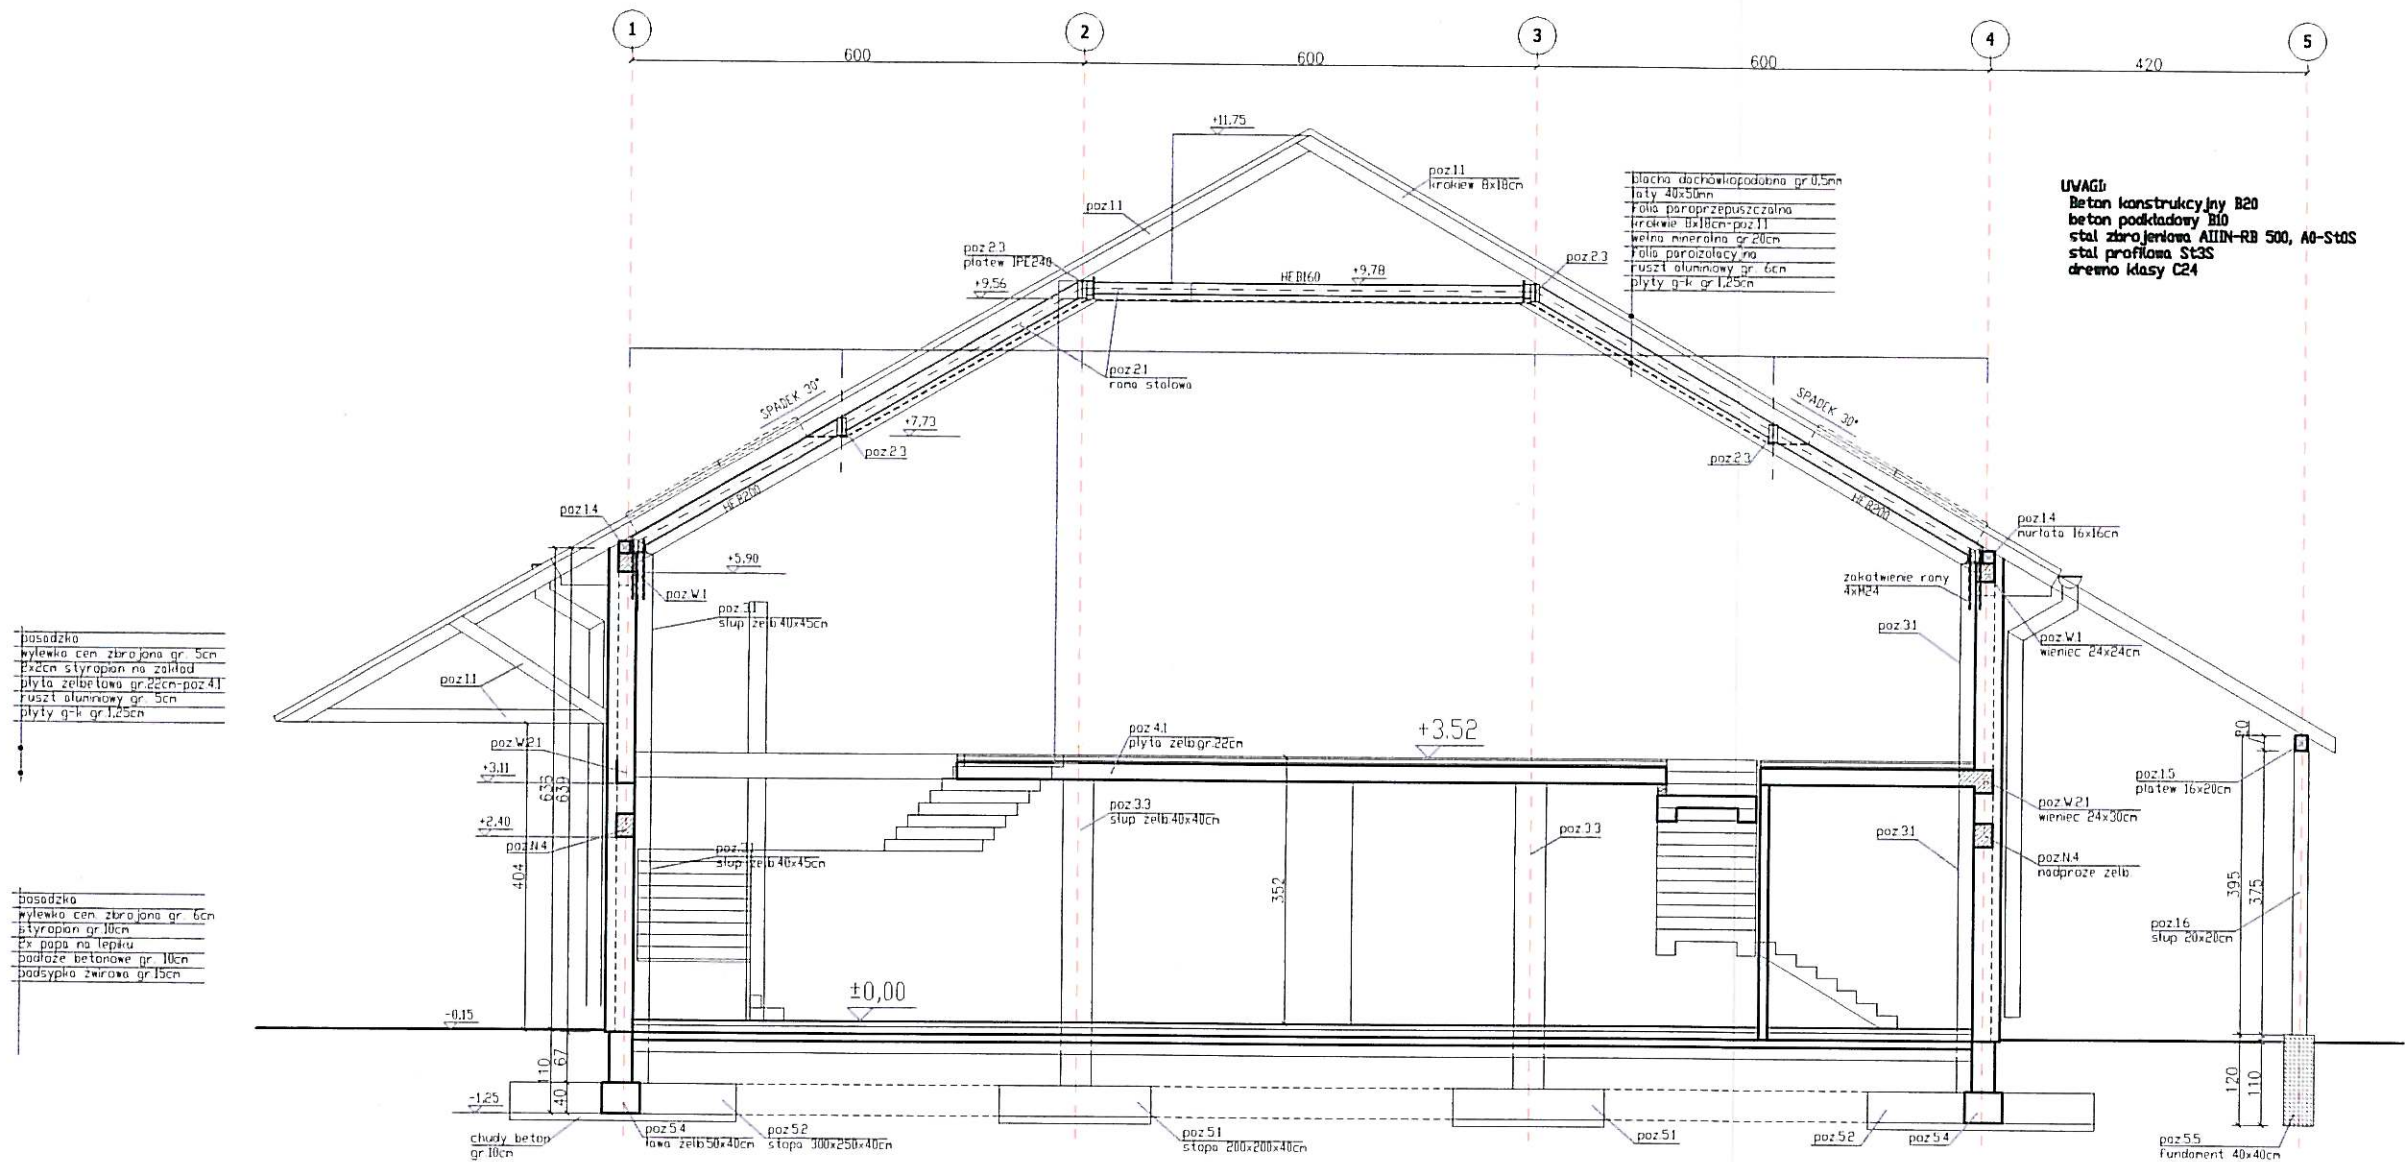 1
2
3
4
5
600
600
600
420
+11.75
poz.1.1
krokiew 8x18cm
blacha dachówkopodobna gr.0,5mm
łaty 40x50mm
folia paroprzepuszczalna
krokwie 8x18cm-poz.1.1
wełna mineralna gr.20cm
folia paroizolacyjna
ruszt aluminiowy gr. 6cm
płyty g-k gr.1,25cm
UWAGI:
Beton konstrukcyjny B20
beton podkładowy B10
stal zbrojeniowa AIIIN-RB 500, A0-St0S
stal profilowa St3S
drewno klasy C24
poz.1.1
poz.2.3
płatew IPE240
+9,56
HEB160
+9,78
poz.2.3
poz.2.1
rama stalowa
SPADEK 30°
SPADEK 30°
+7,73
poz.2.3
poz.2.3
HEB200
HEB200
poz.1.4
poz.1.4
murłata 16x16cm
+5,90
poz.W.1
zakotwienie ramy
4xM24
poz.3.1
słup żelb.40x45cm
poz.3.1
poz.W.1
wieniec 24x24cm
posadzka
wylewka cem. zbrojona gr. 5cm
2x2cm styropian na zakład
płyta żelbetowa gr.22cm-poz.4.1
ruszt aluminiowy gr. 5cm
płyty g-k gr.1,25cm
poz.1.1
poz.W.2.1
+3,11
635
639
poz.4.1
płyta żelb.gr.22cm
+3.52
20
poz.1.5
płatew 16x20cm
+2,40
poz.N.4
poz.3.1
słup żelb.40x45cm
poz.3.3
słup żelb.40x40cm
poz.3.3
poz.W.2.1
wieniec 24x30cm
poz.3.1
poz.N.4
nadproże żelb.
404
352
395
375
posadzka
wylewka cem. zbrojona gr. 6cm
styropian gr.10cm
2x papa na lepiku
podłoże betonowe gr. 10cm
podsypka żwirowa gr.15cm
poz.1.6
słup 20x20cm
±0,00
-0.15
110
67
40
120
110
-1,25
chudy beton
gr.10cm
poz.5.4
ława żelb.50x40cm
poz.5.2
stopa 300x250x40cm
poz.5.1
stopa 200x200x40cm
poz.5.1
poz.5.2
poz.5.4
poz.5.5
fundament 40x40cm